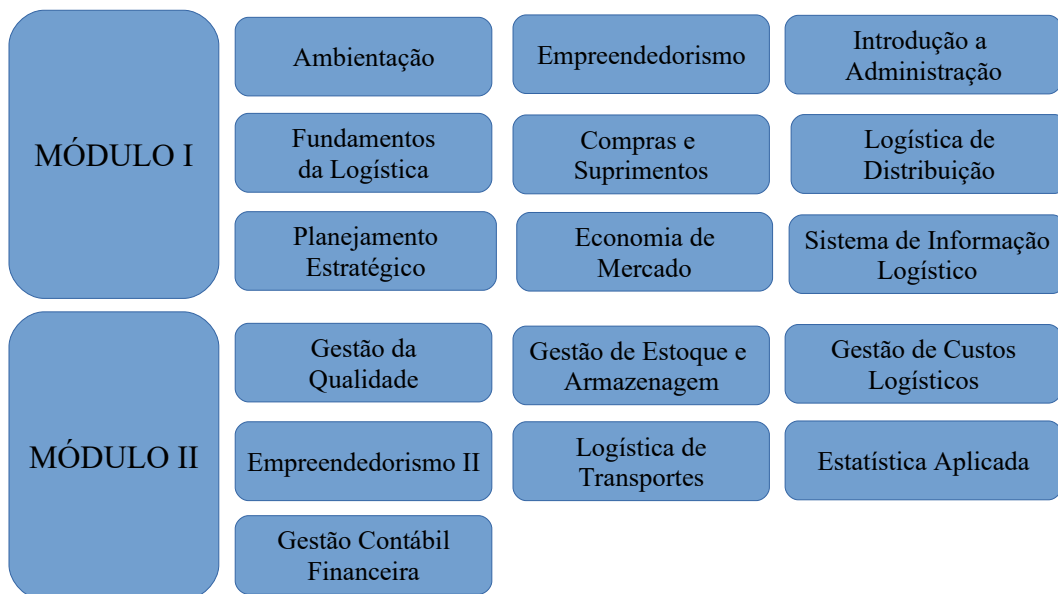 MÓDULO I
Ambientação
Empreendedorismo
Introdução a
Administração
Fundamentos
da Logística
Compras e
Suprimentos
Logística de
Distribuição
Planejamento
Estratégico
Economia de
Mercado
Sistema de Informação
Logístico
MÓDULO II
Gestão da
Qualidade
Gestão de Estoque e
Armazenagem
Gestão de Custos
Logísticos
Empreendedorismo II
Logística de
Transportes
Estatística Aplicada
Gestão Contábil
Financeira